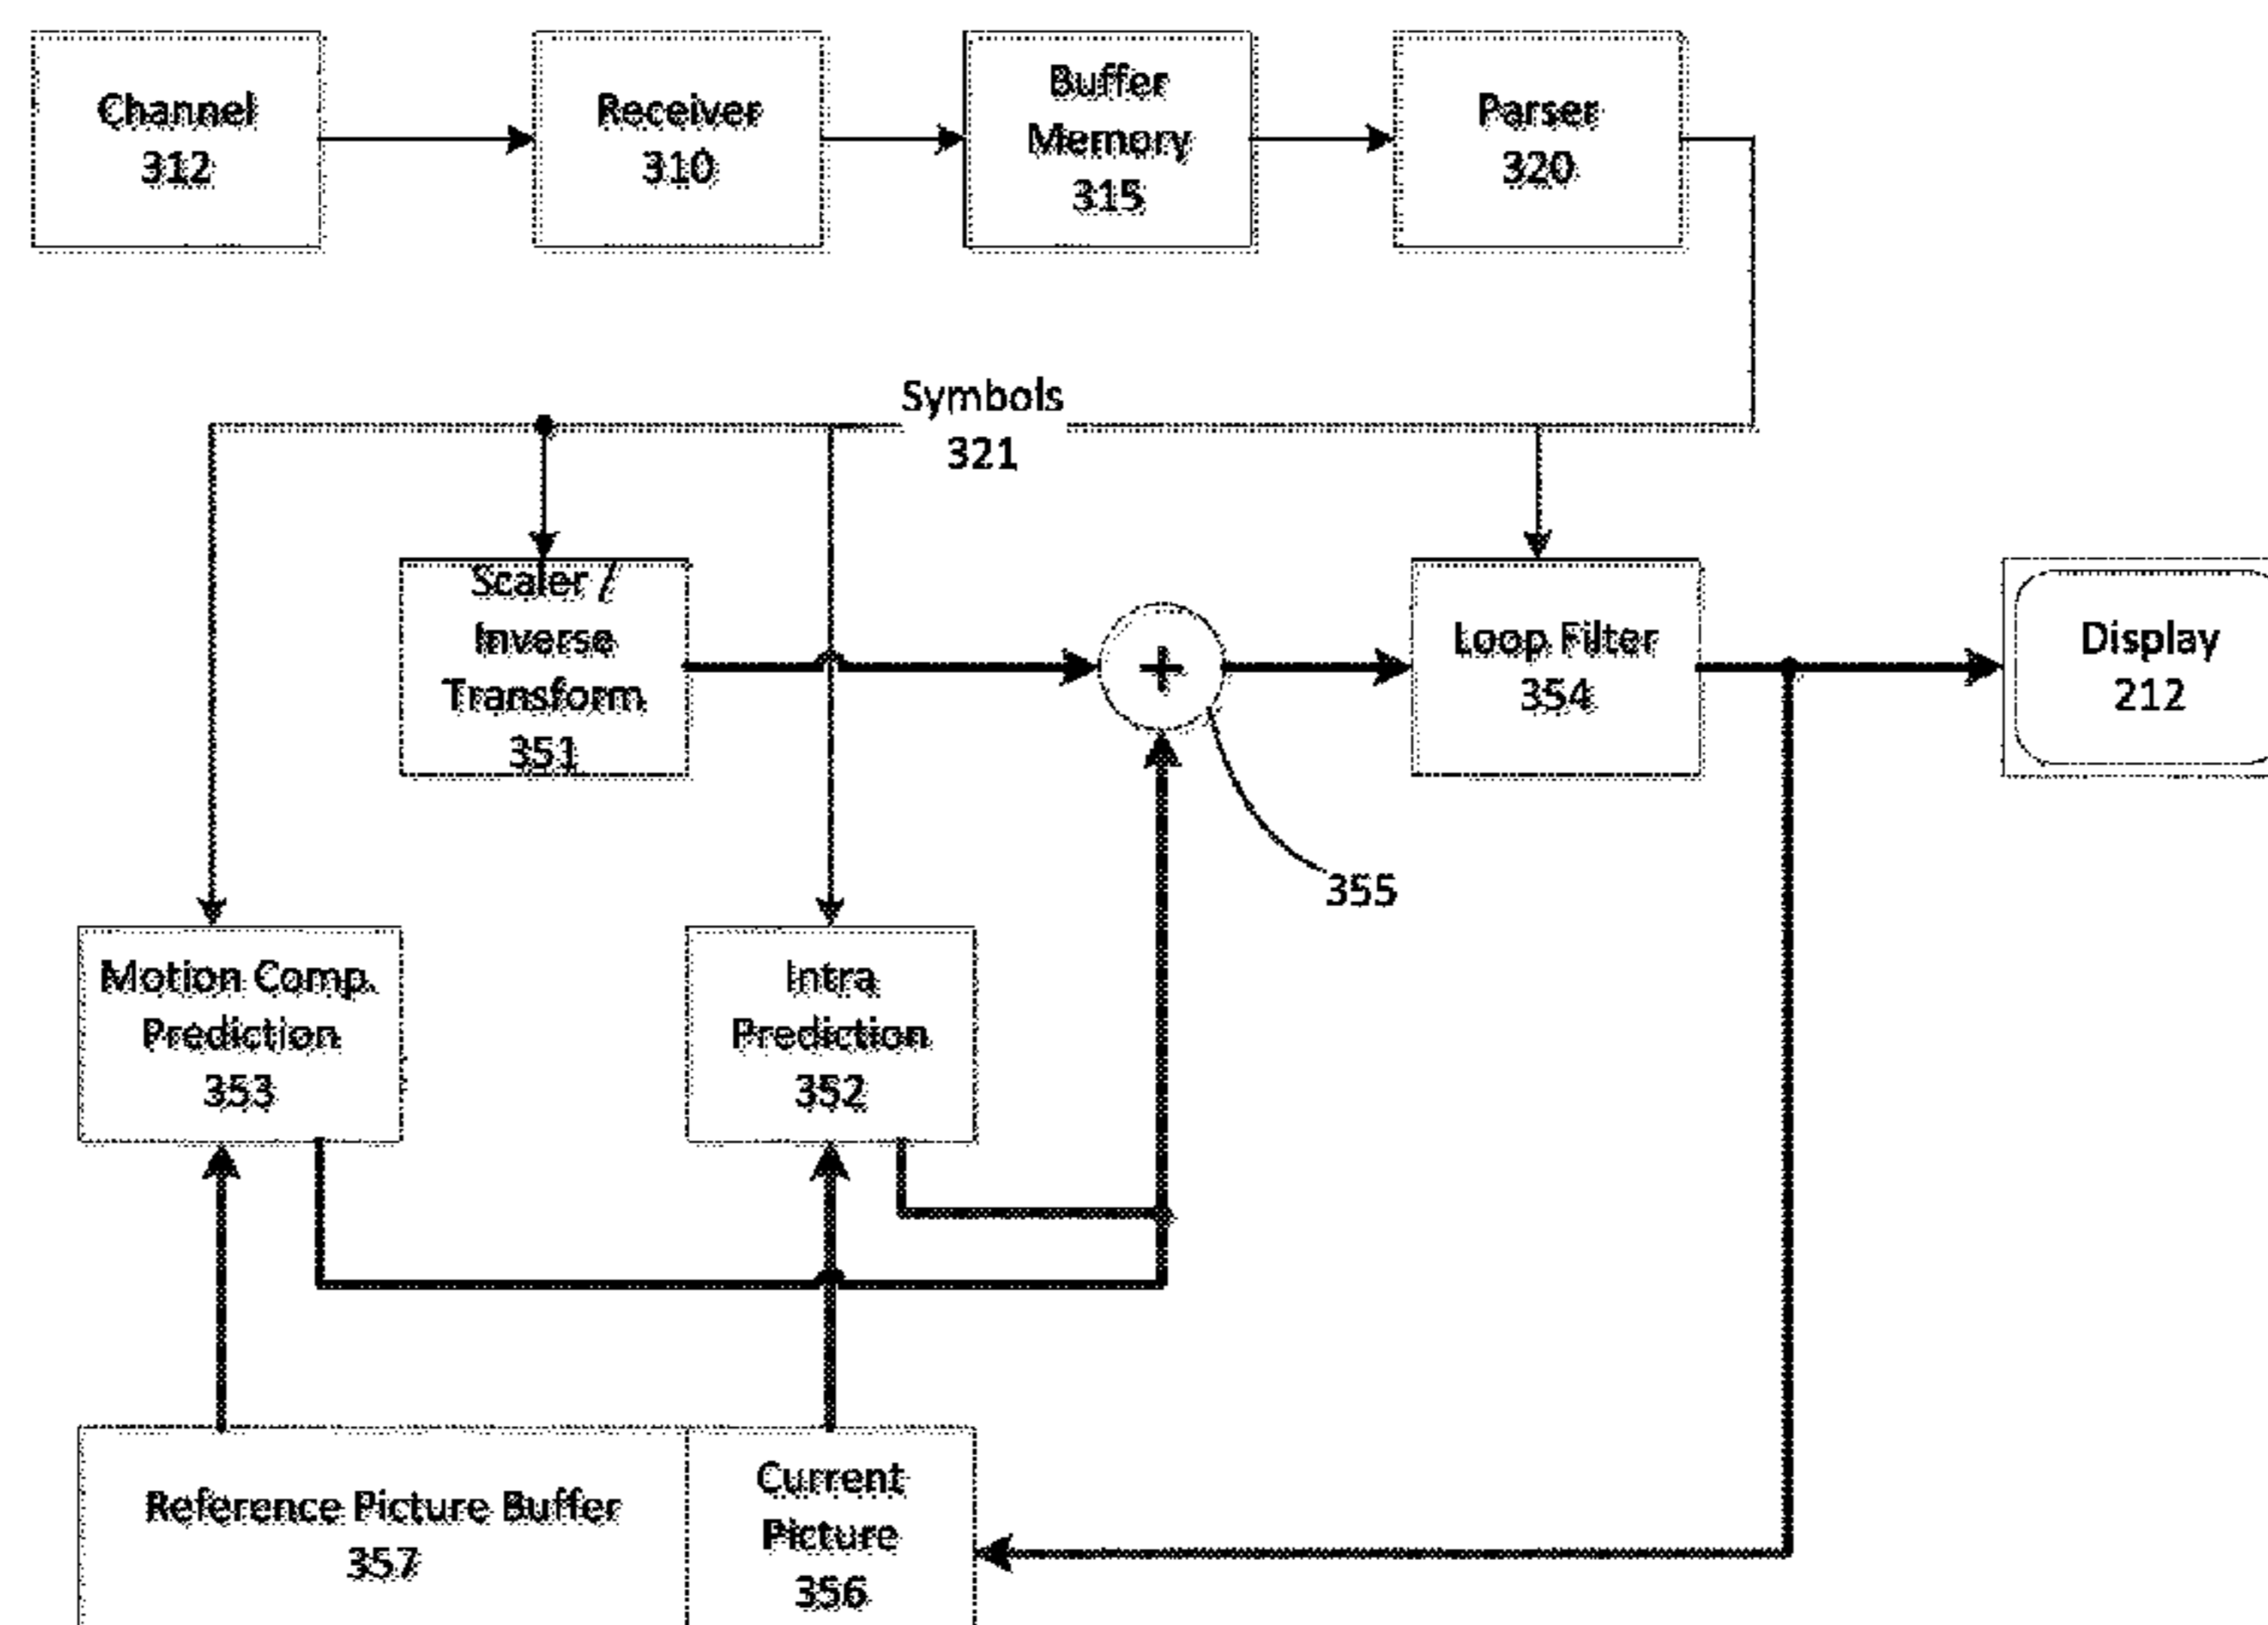 Channel
312
Receiver
310
Buffer
Memory
315
Parser
320
Symbols
321
Scaler /
Inverse
Transform
351
+
Loop Filter
354
Display
212
355
Motion Comp.
Prediction
353
Intra
Prediction
352
Reference Picture Buffer
357
Current
Picture
356